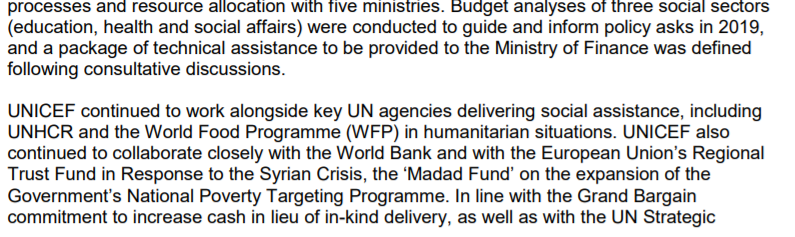 processes and resource allocation with five ministries. Budget analyses of three social sectors
(education, health and social affairs) were conducted to guide and inform policy asks in 2019,
and a package of technical assistance to be provided to the Ministry of Finance was defined
following consultative discussions.
UNICEF continued to work alongside key UN agencies delivering social assistance, including
UNHCR and the World Food Programme (WFP) in humanitarian situations. UNICEF also
continued to collaborate closely with the World Bank and with the European Union’s Regional
Trust Fund in Response to the Syrian Crisis, the ‘Madad Fund’ on the expansion of the
Government’s National Poverty Targeting Programme. In line with the Grand Bargain
commitment to increase cash in lieu of in-kind delivery, as well as with the UN Strategic